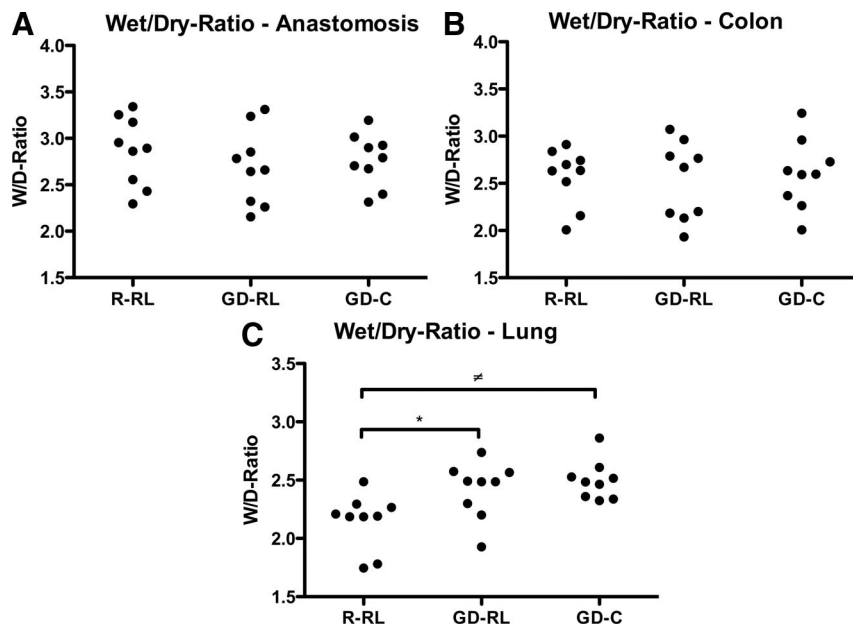 A
Wet/Dry-Ratio - Anastomosis
4.0
3.5
3.0
2.5
2.0
1.5
W/D-Ratio
R-RL GD-RL GD-C
B
Wet/Dry-Ratio - Colon
4.0
3.5
3.0
2.5
2.0
1.5
W/D-Ratio
R-RL GD-RL GD-C
C
Wet/Dry-Ratio - Lung
3.5
3.0
2.5
2.0
1.5
W/D-Ratio
≠
*
R-RL GD-RL GD-C